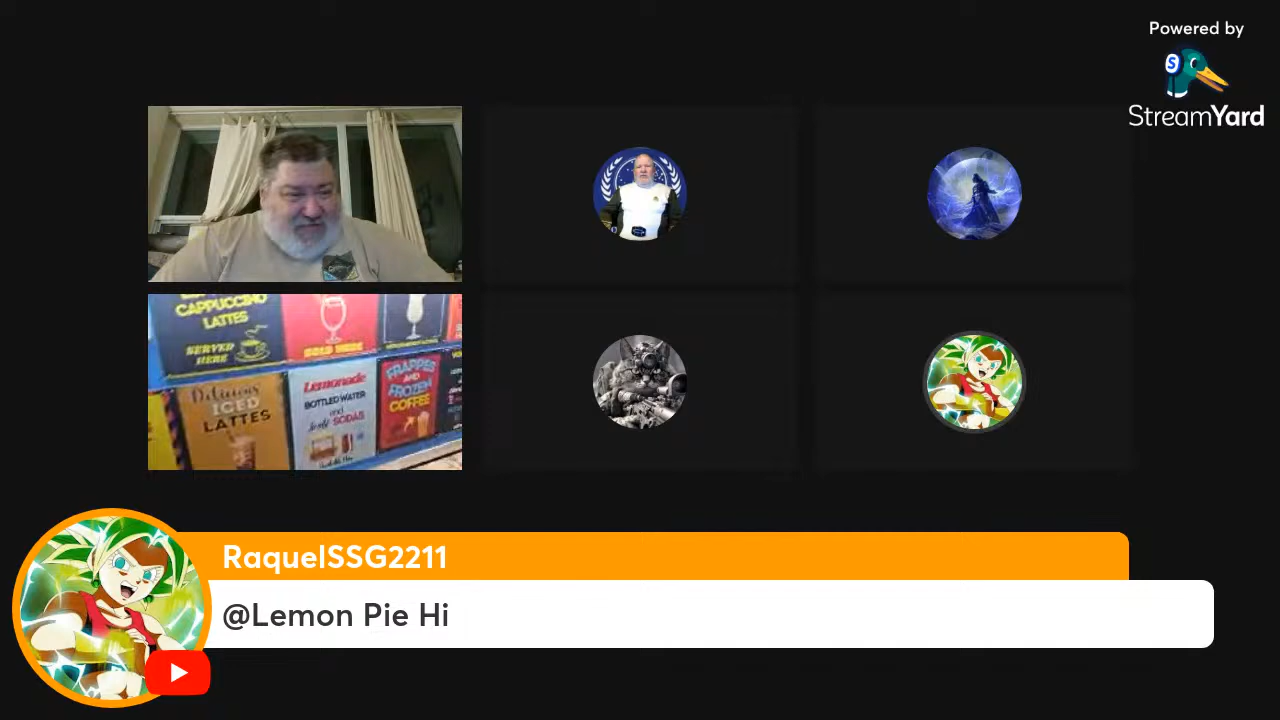 Powered by
StreamYard
CAPPUCCINO
LATTES
SERVED
HERE
SOLD HERE
Delicious
ICED
LATTES
Lemonade
BOTTLED WATER
and
SODAS
FRAPPES
AND
FROZEN
COFFEE
RaquelSSG2211
@Lemon Pie Hi